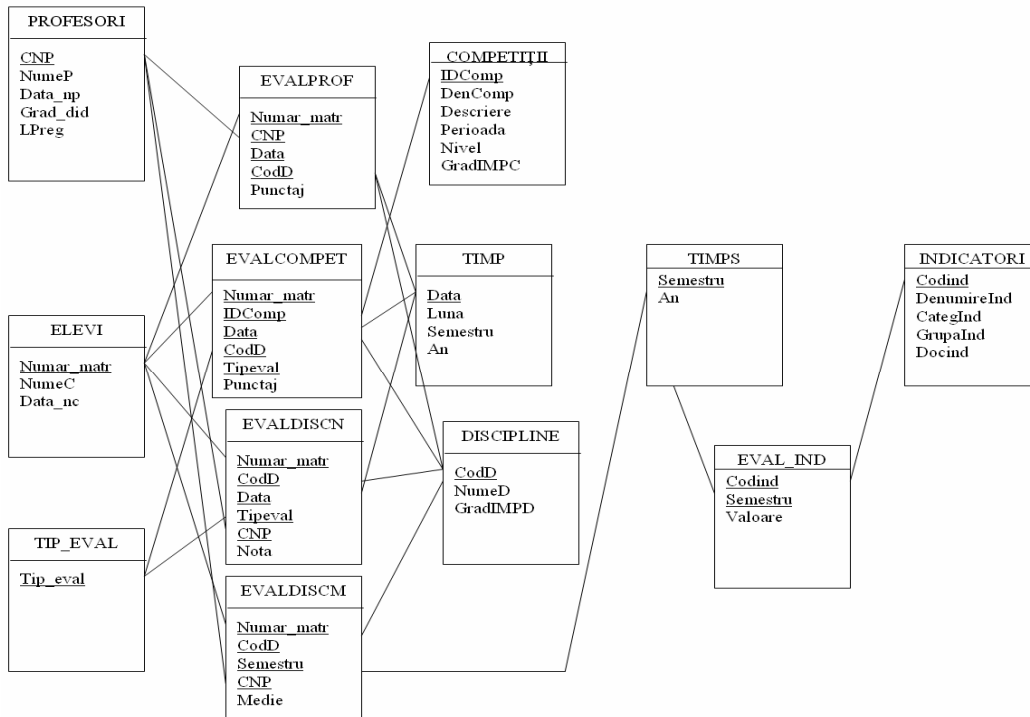 PROFESORI
CNP
NumeP
Data_np
Grad_did
LPreg
EVALPROF
Numar_matr
CNP
Data
CodD
Punctaj
COMPETIŢII
IDComp
DenComp
Descriere
Perioada
Nivel
GradIMPC
EVALCOMPET
Numar_matr
IDComp
Data
CodD
Tipeval
Punctaj
TIMP
Data
Luna
Semestru
An
TIMPS
Semestru
An
INDICATORI
Codind
DenumireInd
CategInd
GrupaInd
Docind
ELEVI
Numar_matr
NumeC
Data_nc
EVALDISCN
Numar_matr
CodD
Data
Tipeval
CNP
Nota
DISCIPLINE
CodD
NumeD
GradIMPD
EVAL_IND
Codind
Semestru
Valoare
TIP_EVAL
Tip_eval
EVALDISCM
Numar_matr
CodD
Semestru
CNP
Medie